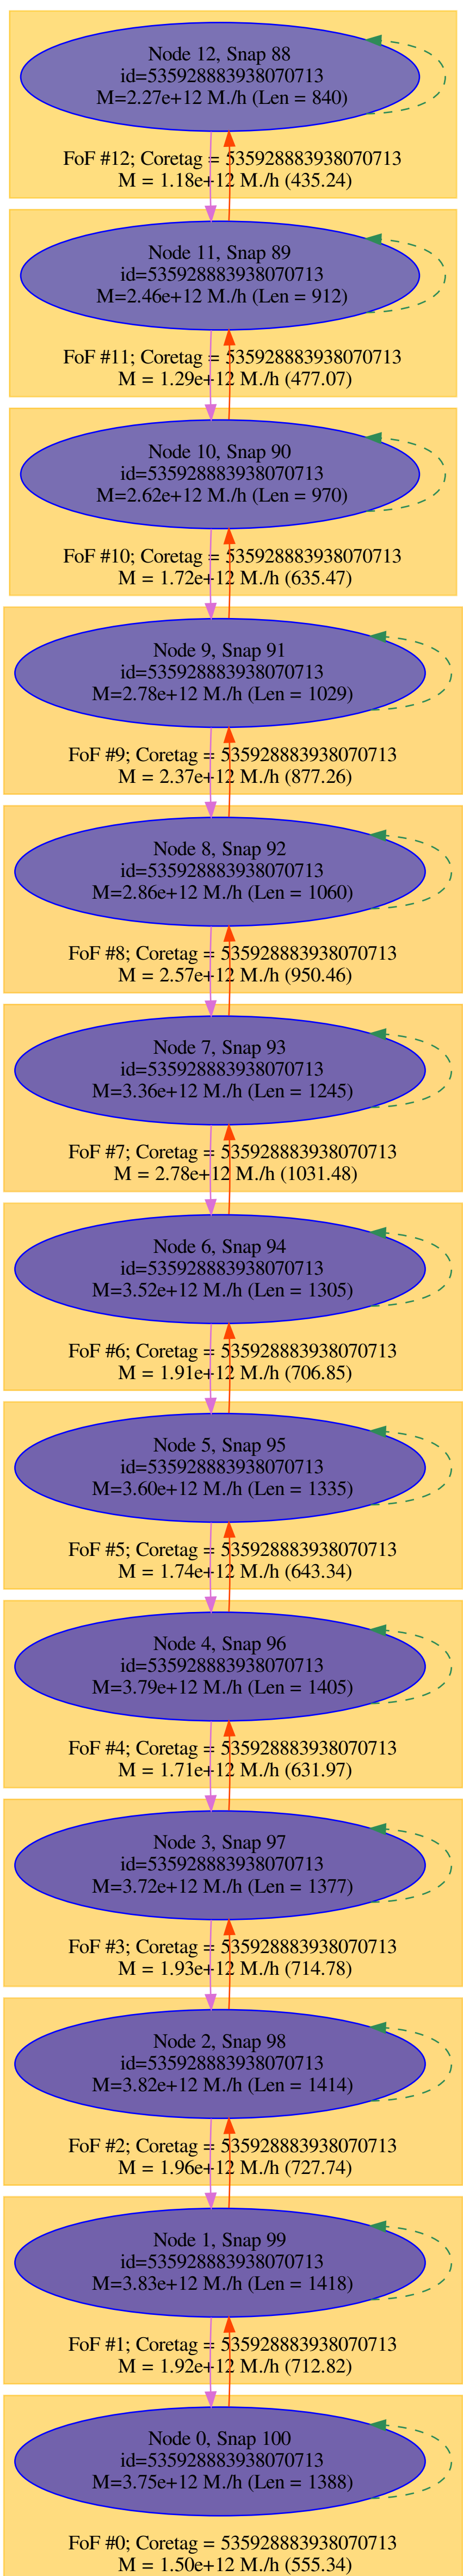 Node 12, Snap 88
id=535928883938070713
M=2.27e+12 M./h (Len = 840)
FoF #12; Coretag = 535928883938070713
M = 1.18e+12 M./h (435.24)
Node 11, Snap 89
id=535928883938070713
M=2.46e+12 M./h (Len = 912)
FoF #11; Coretag = 535928883938070713
M = 1.29e+12 M./h (477.07)
Node 10, Snap 90
id=535928883938070713
M=2.62e+12 M./h (Len = 970)
FoF #10; Coretag = 535928883938070713
M = 1.72e+12 M./h (635.47)
Node 9, Snap 91
id=535928883938070713
M=2.78e+12 M./h (Len = 1029)
FoF #9; Coretag = 535928883938070713
M = 2.37e+12 M./h (877.26)
Node 8, Snap 92
id=535928883938070713
M=2.86e+12 M./h (Len = 1060)
FoF #8; Coretag = 535928883938070713
M = 2.57e+12 M./h (950.46)
Node 7, Snap 93
id=535928883938070713
M=3.36e+12 M./h (Len = 1245)
FoF #7; Coretag = 535928883938070713
M = 2.78e+12 M./h (1031.48)
Node 6, Snap 94
id=535928883938070713
M=3.52e+12 M./h (Len = 1305)
FoF #6; Coretag = 535928883938070713
M = 1.91e+12 M./h (706.85)
Node 5, Snap 95
id=535928883938070713
M=3.60e+12 M./h (Len = 1335)
FoF #5; Coretag = 535928883938070713
M = 1.74e+12 M./h (643.34)
Node 4, Snap 96
id=535928883938070713
M=3.79e+12 M./h (Len = 1405)
FoF #4; Coretag = 535928883938070713
M = 1.71e+12 M./h (631.97)
Node 3, Snap 97
id=535928883938070713
M=3.72e+12 M./h (Len = 1377)
FoF #3; Coretag = 535928883938070713
M = 1.93e+12 M./h (714.78)
Node 2, Snap 98
id=535928883938070713
M=3.82e+12 M./h (Len = 1414)
FoF #2; Coretag = 535928883938070713
M = 1.96e+12 M./h (727.74)
Node 1, Snap 99
id=535928883938070713
M=3.83e+12 M./h (Len = 1418)
FoF #1; Coretag = 535928883938070713
M = 1.92e+12 M./h (712.82)
Node 0, Snap 100
id=535928883938070713
M=3.75e+12 M./h (Len = 1388)
FoF #0; Coretag = 535928883938070713
M = 1.50e+12 M./h (555.34)